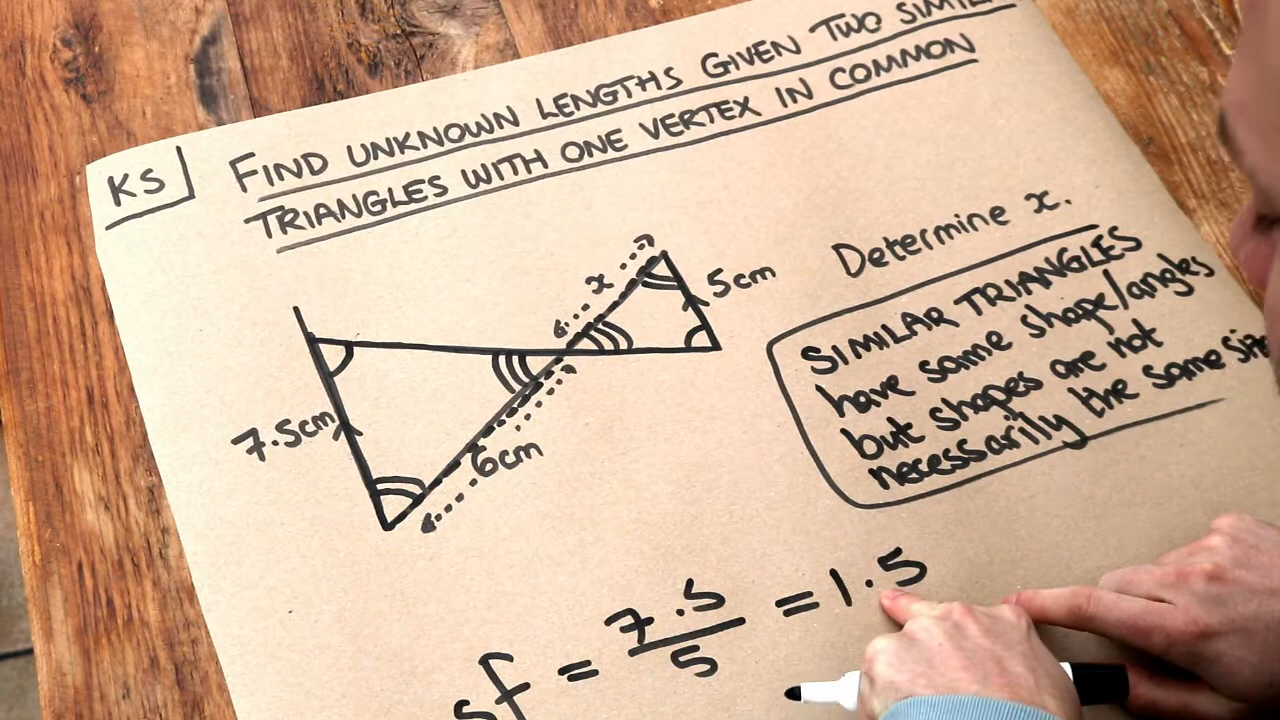 KS
FIND UNKNOWN LENGTHS GIVEN TWO
TRIANGLES WITH ONE VERTEX IN COMMON
Determine x.
x
5cm
7.5cm
6cm
SIMILAR TRIANGLES
have same shape/angles
but shapes are not
necessarily the same size
sf = 7.5/5 = 1.5